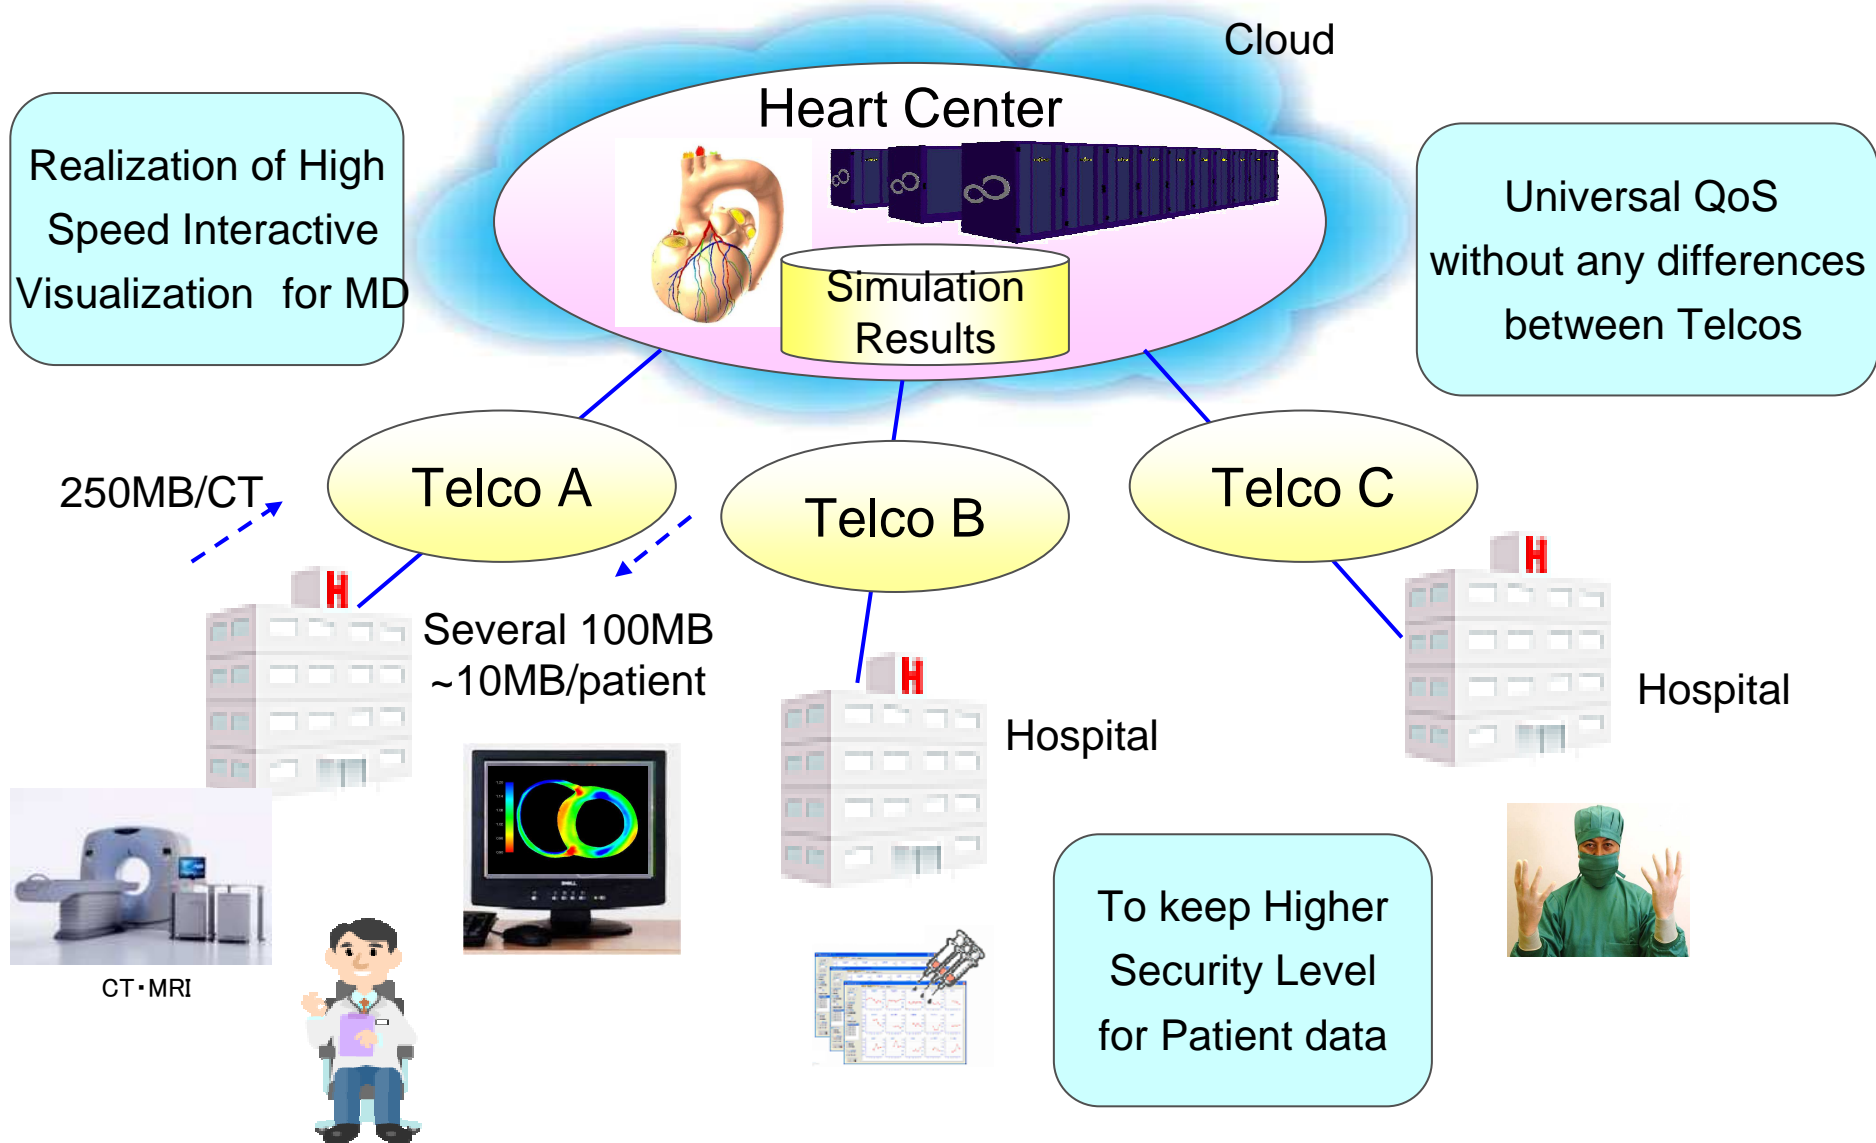 Cloud
Heart Center
Realization of High
Speed Interactive
Visualization for MD
Universal QoS
without any differences
between Telcos
Simulation
Results
250MB/CT
Telco A
Telco B
Telco C
H
H
H
Several 100MB
~10MB/patient
Hospital
Hospital
DELL
To keep Higher
Security Level
for Patient data
CT・MRI